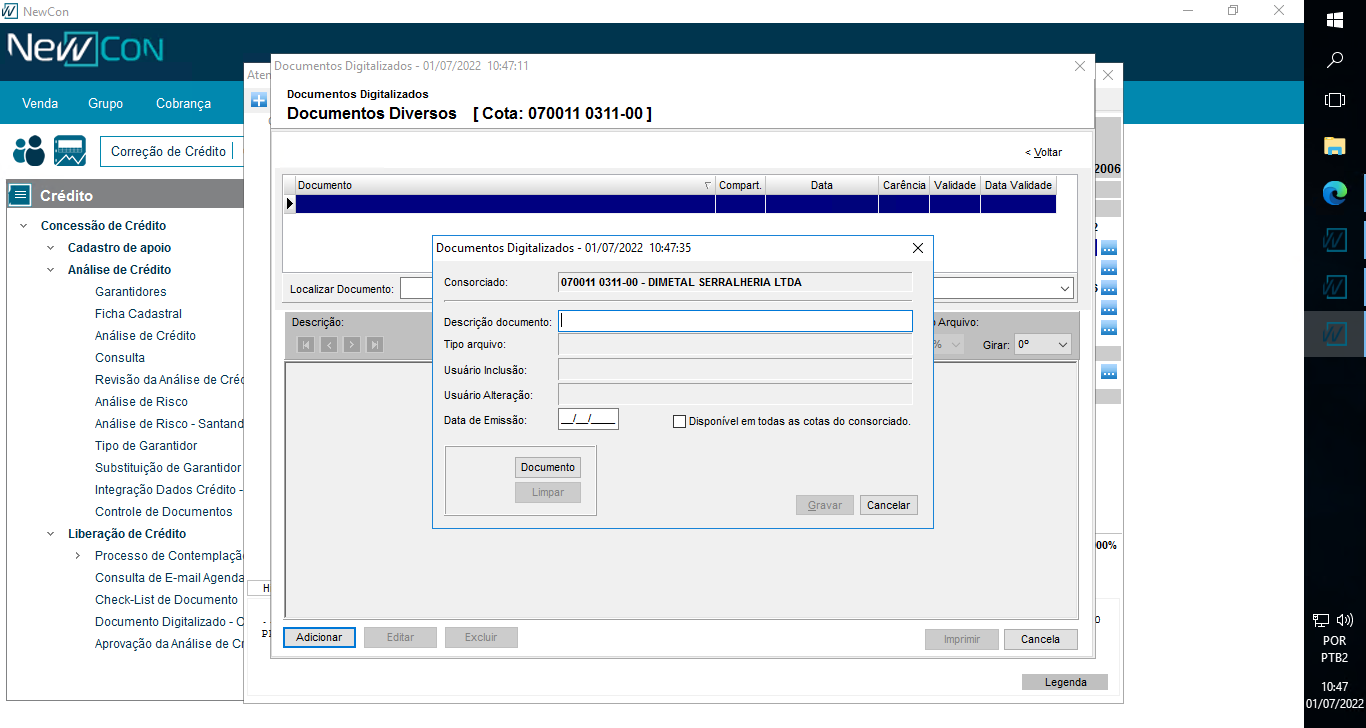 NewCon
NEWCON
Venda Grupo Cobrança
Correção de Crédito
Crédito
Concessão de Crédito
Cadastro de apoio
Análise de Crédito
Garantidores
Ficha Cadastral
Análise de Crédito
Consulta
Revisão da Análise de Créd
Análise de Risco
Análise de Risco - Santand
Tipo de Garantidor
Substituição de Garantidor
Integração Dados Crédito -
Controle de Documentos
Liberação de Crédito
Processo de Contemplaçã
Consulta de E-mail Agenda
Check-List de Documento
Documento Digitalizado - C
Aprovação da Análise de Cr
Aten
Documentos Digitalizados - 01/07/2022 10:47:11
Documentos Digitalizados
Documentos Diversos [ Cota: 070011 0311-00 ]
< Voltar
2006
Documento Compart. Data Carência Validade Data Validade
Localizar Documento:
Descrição:
Arquivo:
% Girar: 0º
Documentos Digitalizados - 01/07/2022 10:47:35
Consorciado: 070011 0311-00 - DIMETAL SERRALHERIA LTDA
Descrição documento:
Tipo arquivo:
Usuário Inclusão:
Usuário Alteração:
Data de Emissão: __/__/____ Disponível em todas as cotas do consorciado.
Documento
Limpar
Gravar Cancelar
00%
H
Adicionar Editar Excluir Imprimir Cancela
Legenda
POR
PTB2
10:47
01/07/2022